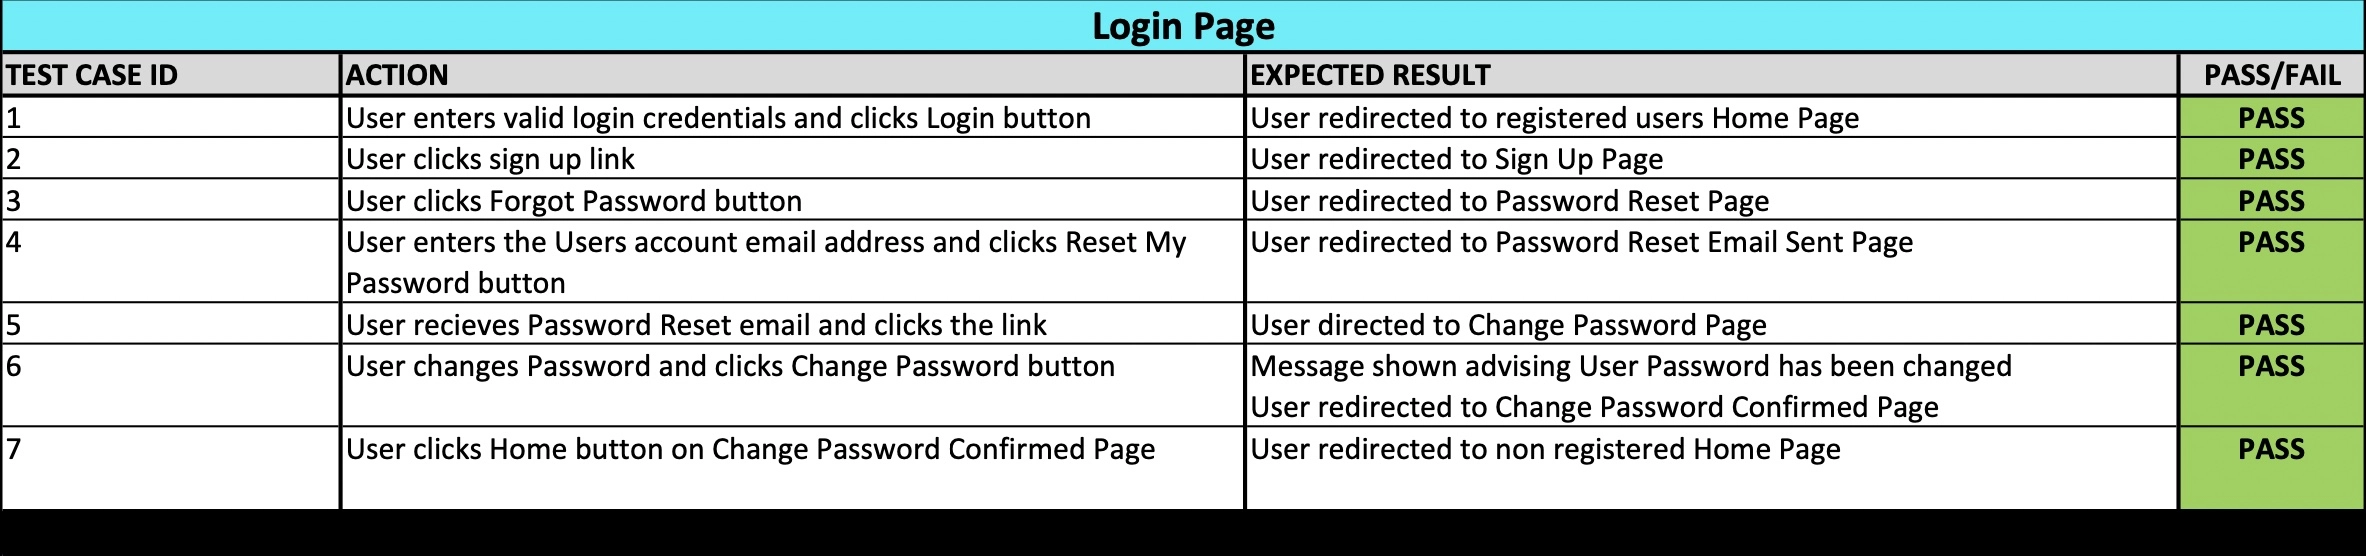 Login Page
TEST CASE ID ACTION EXPECTED RESULT PASS/FAIL
1 User enters valid login credentials and clicks Login button User redirected to registered users Home Page PASS
2 User clicks sign up link User redirected to Sign Up Page PASS
3 User clicks Forgot Password button User redirected to Password Reset Page PASS
4 User enters the Users account email address and clicks Reset My User redirected to Password Reset Email Sent Page PASS
Password button
5 User recieves Password Reset email and clicks the link User directed to Change Password Page PASS
6 User changes Password and clicks Change Password button Message shown advising User Password has been changed PASS
User redirected to Change Password Confirmed Page
7 User clicks Home button on Change Password Confirmed Page User redirected to non registered Home Page PASS